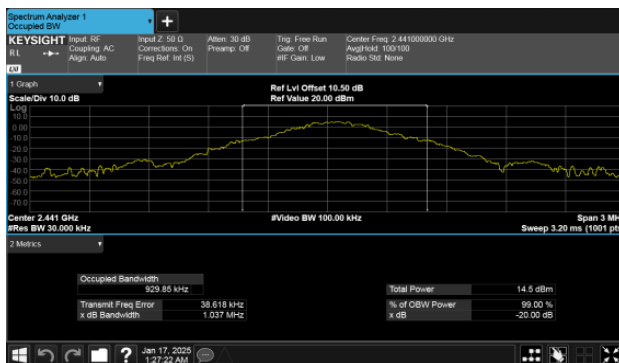 Spectrum Analyzer 1
Occupied BW
KEYSIGHT Input: RF Input Z: 50 Ω Atten: 30 dB Trig: Free Run Center Freq: 2.441000000 GHz
RL Coupling: AC Corrections: On Preamp: Off Gate: Off Avg|Hold: 100/100
Align: Auto Freq Ref: Int (S) #IF Gain: Low Radio Std: None
LXI
1 Graph
Ref Lvl Offset 10.50 dB
Scale/Div 10.0 dB Ref Value 20.00 dBm
Log
10.0
0.00
-10.0
-20.0
-30.0
-40.0
-50.0
-60.0
-70.0
Center 2.441 GHz #Video BW 100.00 kHz Span 3 MH
#Res BW 30.000 kHz Sweep 3.20 ms (1001 pts
2 Metrics
Occupied Bandwidth
929.85 kHz Total Power 14.5 dBm
Transmit Freq Error 38.618 kHz % of OBW Power 99.00 %
x dB Bandwidth 1.037 MHz x dB -20.00 dB
? Jan 17, 2025
1:27:22 AM